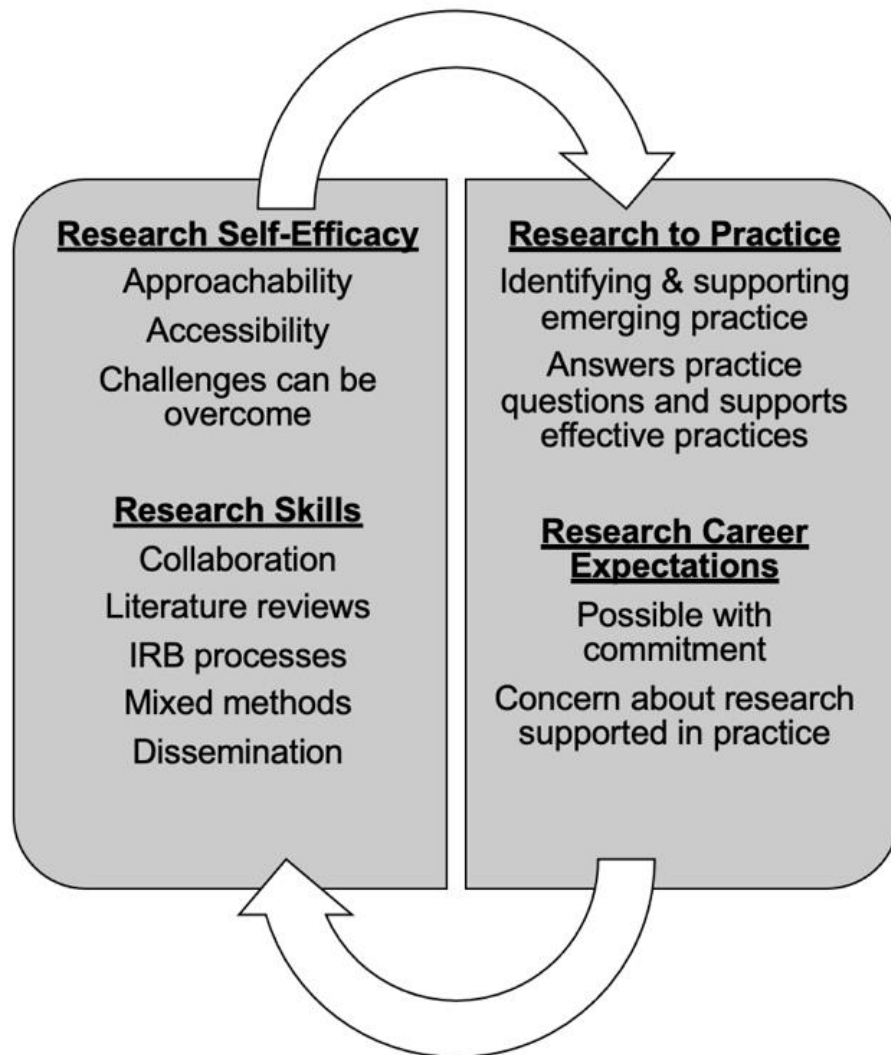 Research Self-Efficacy
Approachability
Accessibility
Challenges can be
overcome
Research Skills
Collaboration
Literature reviews
IRB processes
Mixed methods
Dissemination
Research to Practice
Identifying & supporting
emerging practice
Answers practice
questions and supports
effective practices
Research Career
Expectations
Possible with
commitment
Concern about research
supported in practice